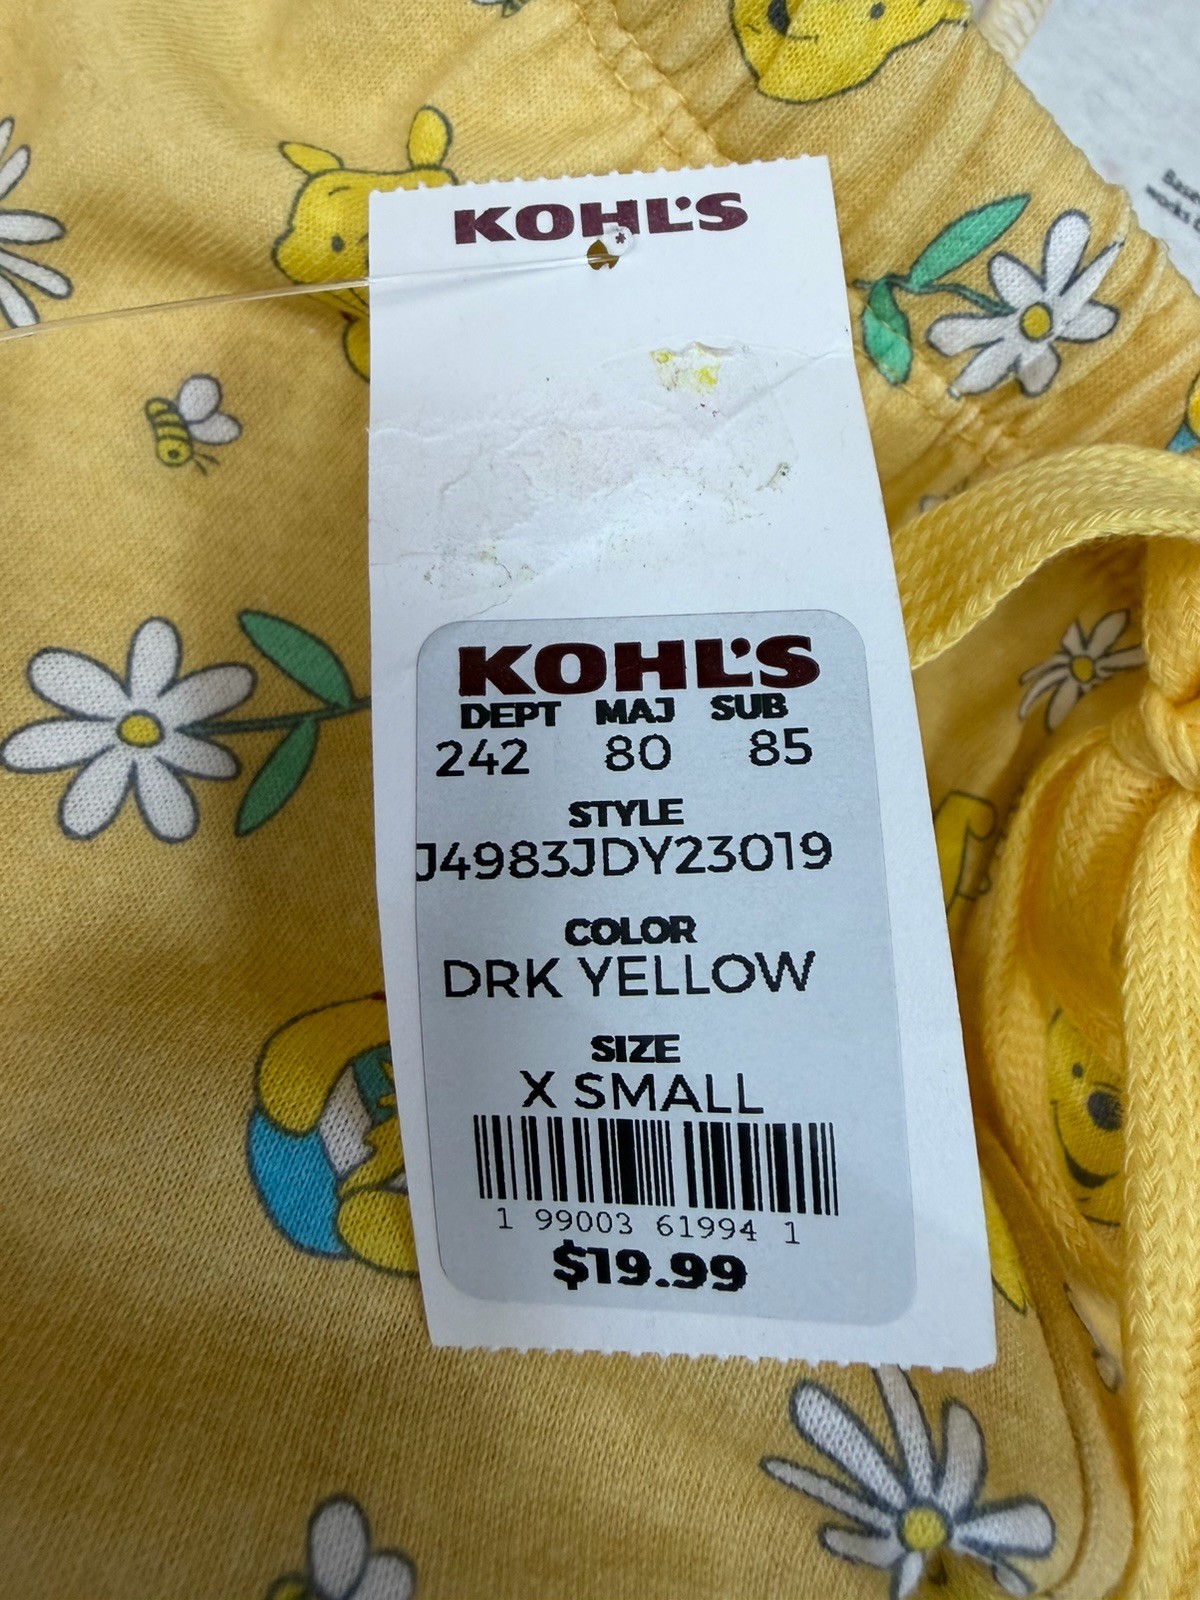 KOHL'S
KOHL'S
DEPT MAJ SUB
242 80 85
STYLE
J4983JDY23019
COLOR
DRK YELLOW
SIZE
X SMALL
1 99003 61994 1
$19.99